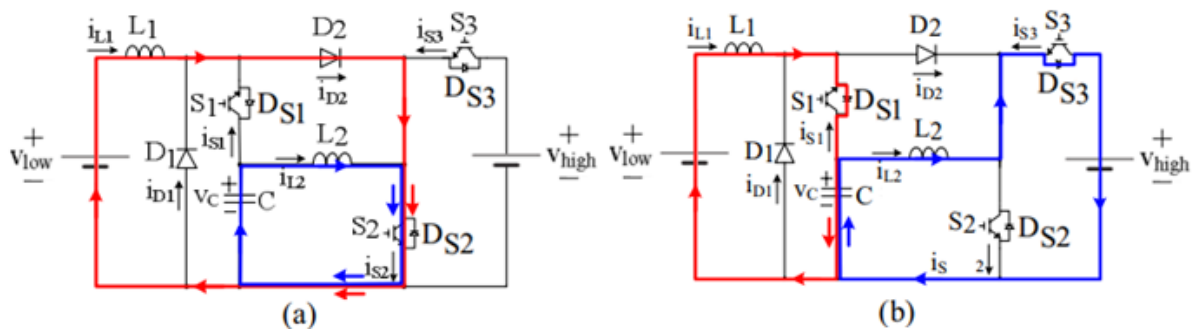 iL1 L1 D2 iS3 S3
iD2 DS3
S1 DS1
iS1 L2
+ vlow − D1 + vhigh −
iD1 vC + − C iL2
S2 DS2
iS2
(a)
iL1 L1 D2 iS3 S3
iD2 DS3
S1 DS1
iS1 L2
+ vlow − D1 + vhigh −
iD1 vC + − C iL2
S2 DS2
iS 2
(b)